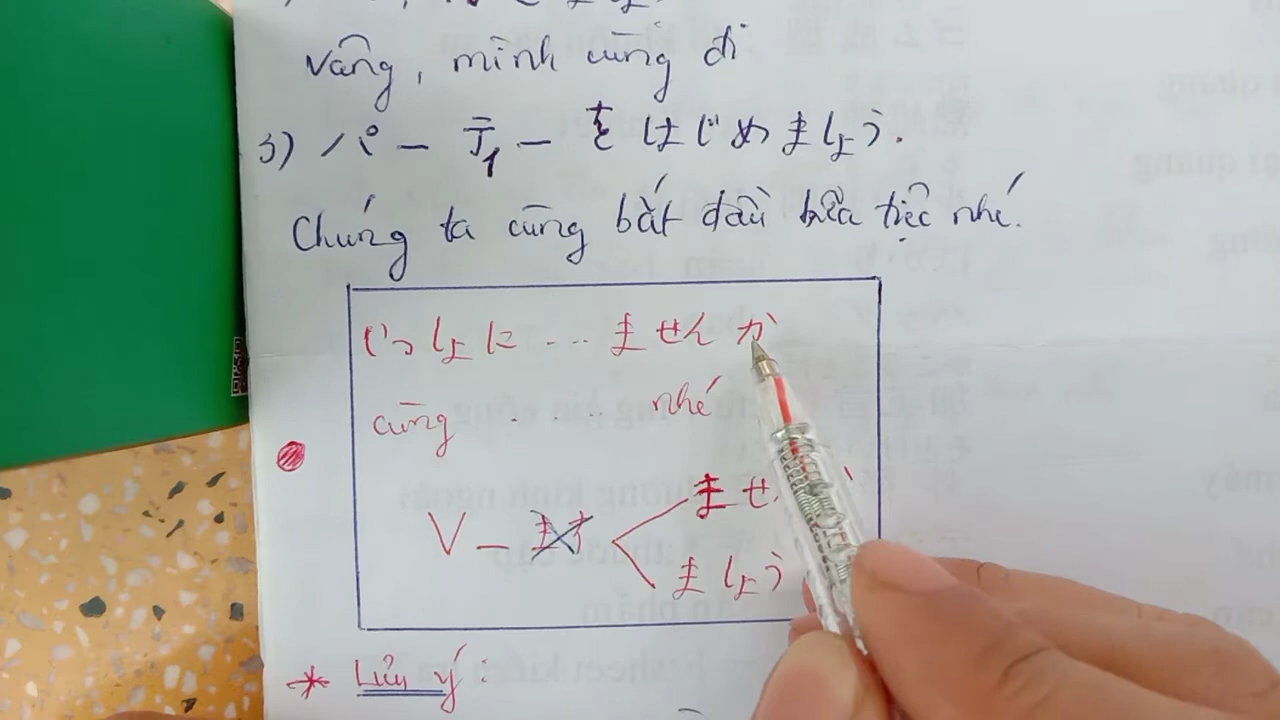 Vâng, mình cùng đi
3) パーティーをはじめましょう.
Chúng ta cùng bắt đầu bữa tiệc nhé.
いっしょに ... ませんか
cùng .... nhé
V - ます
ませ
ましょう
* Lưu ý: